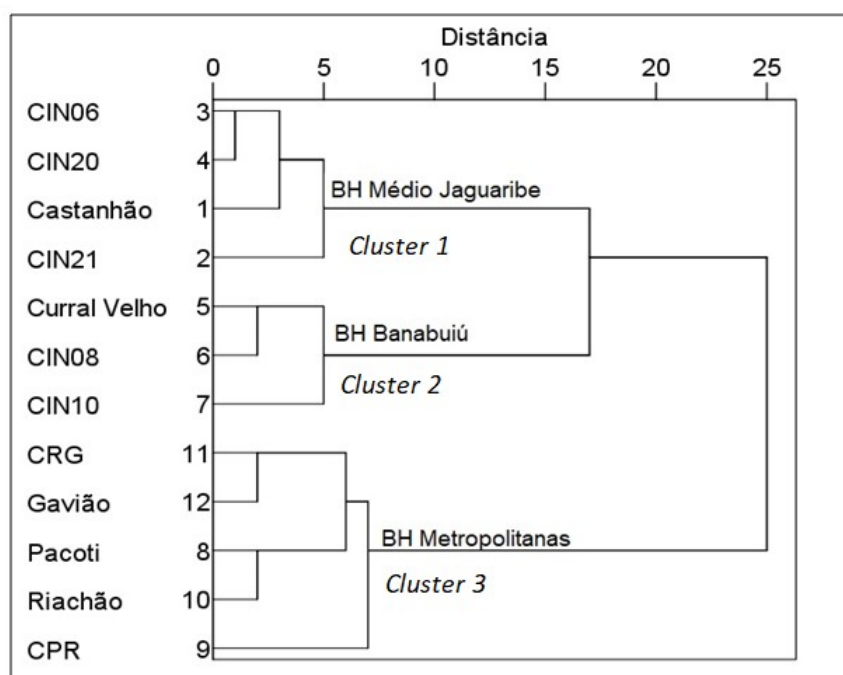 Distância
0 5 10 15 20 25
CIN06 3
CIN20 4
Castanhão 1
BH Médio Jaguaribe
Cluster 1
CIN21 2
Curral Velho 5
BH Banabuiú
CIN08 6
Cluster 2
CIN10 7
CRG 11
Gavião 12
BH Metropolitanas
Pacoti 8
Cluster 3
Riachão 10
CPR 9